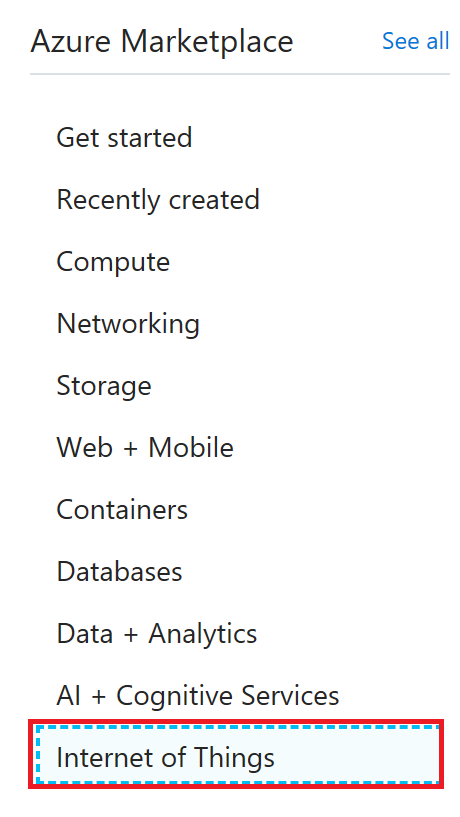 Azure Marketplace See all
Get started
Recently created
Compute
Networking
Storage
Web + Mobile
Containers
Databases
Data + Analytics
AI + Cognitive Services
Internet of Things